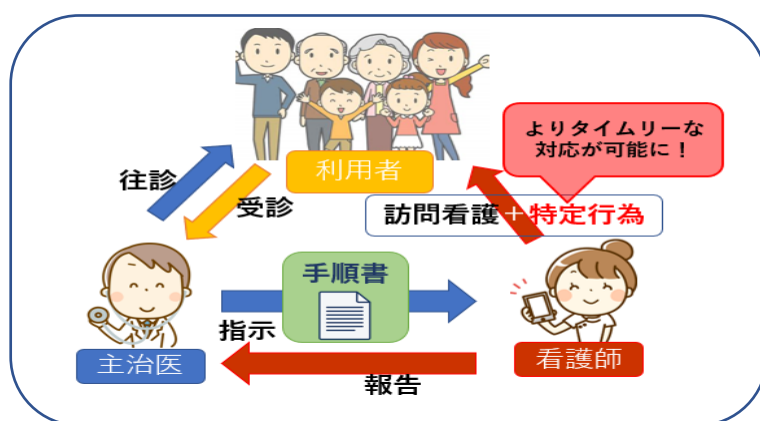 利用者
よりタイムリーな
対応が可能に！
往診
受診
訪問看護＋特定行為
手順書
指示
主治医
看護師
報告